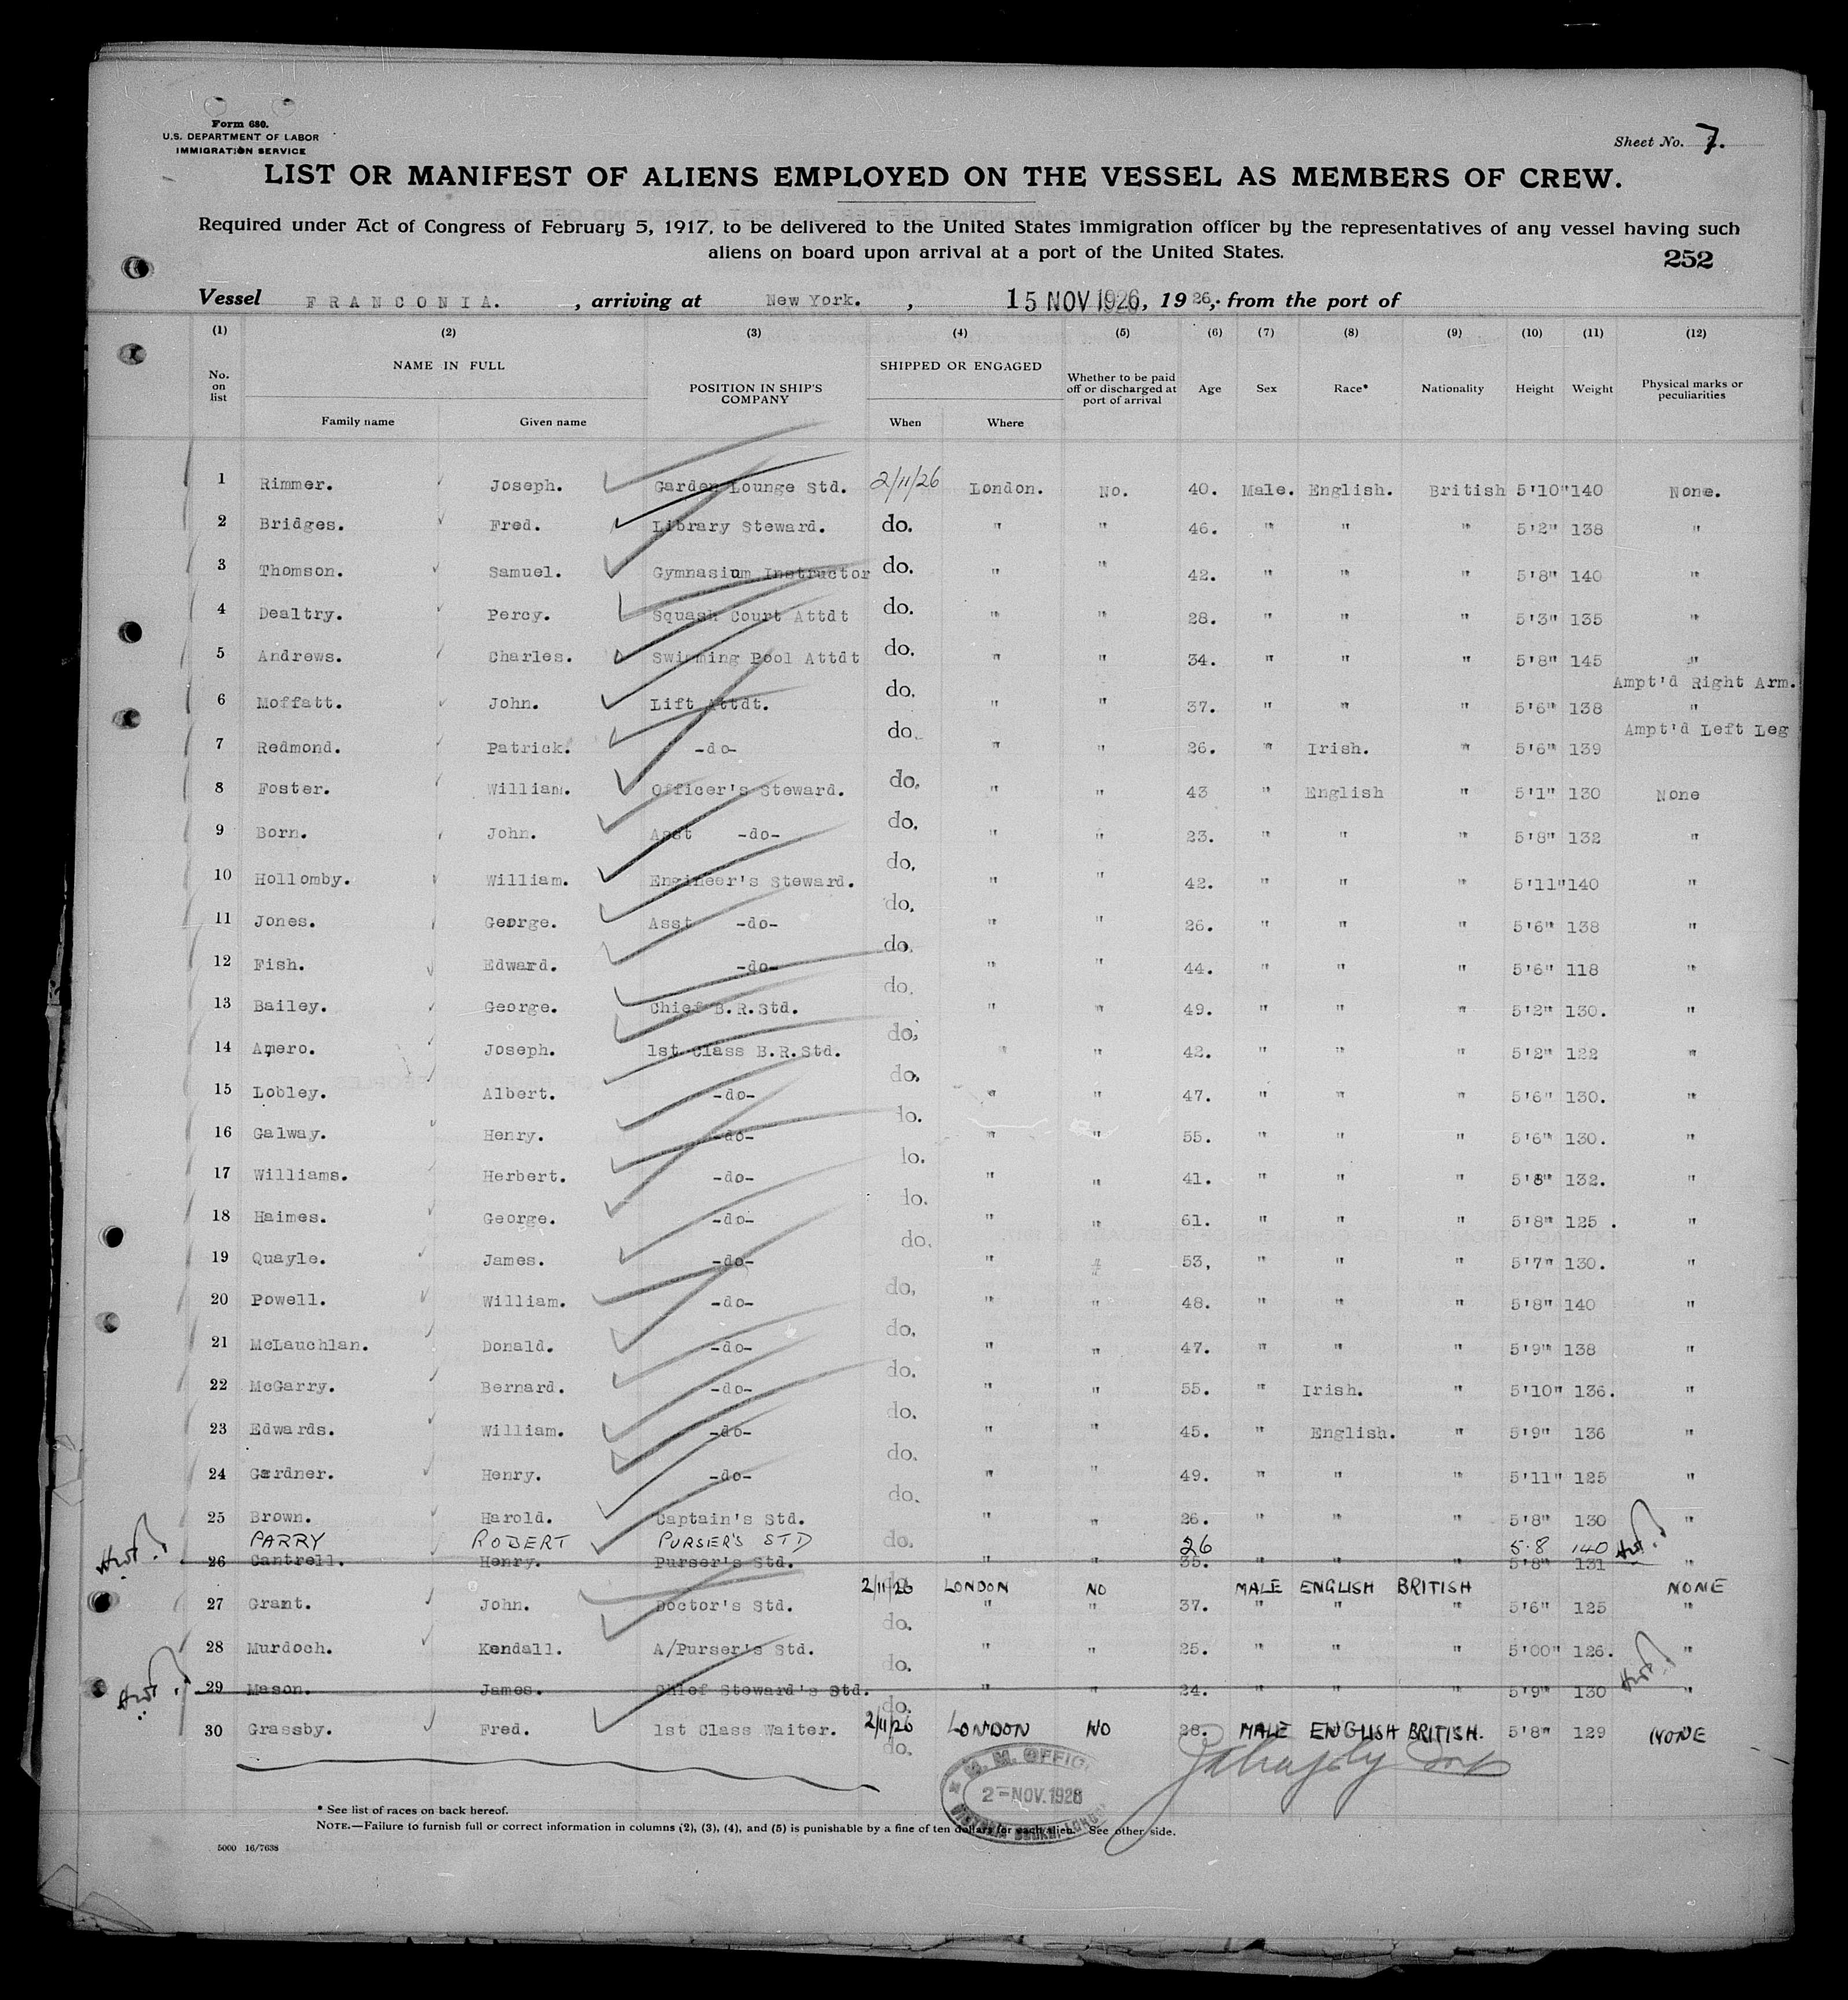 Form 680.
U.S. DEPARTMENT OF LABOR
IMMIGRATION SERVICE
Sheet No. 7.
LIST OR MANIFEST OF ALIENS EMPLOYED ON THE VESSEL AS MEMBERS OF CREW.
Required under Act of Congress of February 5, 1917, to be delivered to the United States immigration officer by the representatives of any vessel having such
aliens on board upon arrival at a port of the United States.
252
Vessel FRANCONIA. , arriving at New York. , 15 NOV 1926, 1926, from the port of
(1) (2) (3) (4) (5) (6) (7) (8) (9) (10) (11) (12)
No. on list NAME IN FULL Family name Given name POSITION IN SHIP'S COMPANY SHIPPED OR ENGAGED When Where Whether to be paid off or discharged at port of arrival Age Sex Race* Nationality Height Weight Physical marks or peculiarities
1 Rimmer. Joseph. Garden Lounge Std. 2/11/26 London. No. 40. Male. English. British 5'10" 140 None.
2 Bridges. Fred. Library Steward. do. " " 46. " " " 5'2" 138 "
3 Thomson. Samuel. Gymnasium Instructor do. " " 42. " " " 5'8" 140 "
4 Dealtry. Percy. Squash Court Attdt do. " " 28. " " " 5'3" 135 "
5 Andrews. Charles. Swimming Pool Attdt do. " " 34. " " " 5'8" 145 "
Ampt'd Right Arm.
6 Moffatt. John. Lift Attdt. do. " " 37. " " " 5'6" 138 "
Ampt'd Left Leg
7 Redmond. Patrick. -do- do. " " 26. " Irish. " 5'6" 139
8 Foster. William. Officer's Steward. do. " " 43 " English " 5'1" 130 None
9 Born. John. Asst -do- do. " " 23. " " " 5'8" 132 "
10 Hollomby. William. Engineer's Steward. do. " " 42. " " " 5'11" 140 "
11 Jones. George. Asst -do- do. " " 26. " " " 5'6" 138 "
12 Fish. Edward. -do- do. " " 44. " " " 5'6" 118 "
13 Bailey. George. Chief B.R.Std. do. " " 49. " " " 5'2" 130. "
14 Amero. Joseph. 1st Class B.R.Std. do. " " 42. " " " 5'2" 122 "
15 Lobley. Albert. -do- do. " " 47. " " " 5'6" 130. "
16 Galway. Henry. -do- do. " " 55. " " " 5'6" 130. "
17 Williams. Herbert. -do- do. " " 41. " " " 5'8" 132. "
18 Haimes. George. -do- do. " " 61. " " " 5'8" 125 . "
19 Quayle. James. -do- do. " " 53, " " " 5'7" 130. "
20 Powell. William. -do- do. " " 48. " " " 5'8" 140 "
21 McLauchlan. Donald. -do- do. " " 47. " " " 5'9" 138 "
22 McGarry. Bernard. -do- do. " " 55. " Irish. " 5'10" 136. "
23 Edwards. William. -do- do. " " 45. " English. " 5'9" 136 "
24 Gardner. Henry. -do- do. " " 49. " " " 5'11" 125 "
25 Brown. Harold. Captain's Std. do. " " 26. " " " 5'8" 130 "
PARRY ROBERT PURSER'S STD do. 26 5.8 140
26 Cantrell. Henry. Purser's Std. " " 35. " " " 5'8" 131 "
2/11/26 LONDON NO MALE ENGLISH BRITISH NONE
27 Grant. John. Doctor's Std. do. " " 37. " " " 5'6" 125 "
28 Murdoch. Kendall. A/Purser's Std. do. " " 25. " " " 5'00" 126. "
29 Mason. James. Chief Steward's Std. do. " " 24. " " " 5'9" 130 "
30 Grassby. Fred. 1st Class Waiter. 2/11/26 LONDON NO 28. MALE ENGLISH BRITISH. 5'8" 129 NONE
do.
M. M. OFFICE
2-NOV.1926
* See list of races on back hereof.
NOTE.—Failure to furnish full or correct information in columns (2), (3), (4), and (5) is punishable by a fine of ten dollars for each alien. See other side.
5000 16/7638